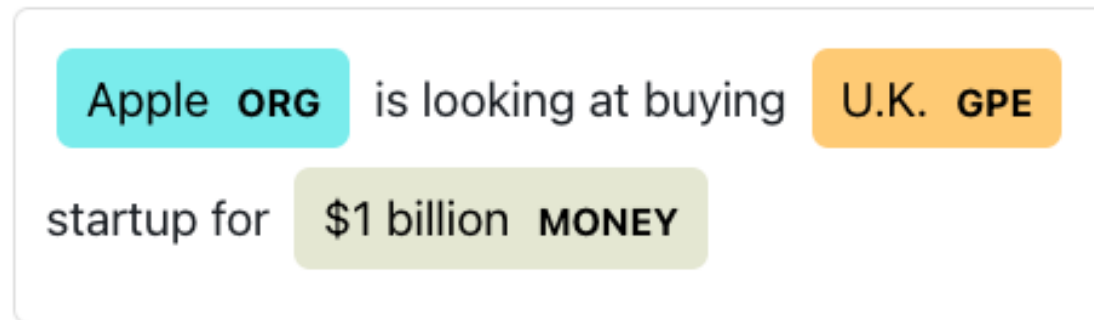 Apple ORG is looking at buying U.K. GPE
startup for $1 billion MONEY